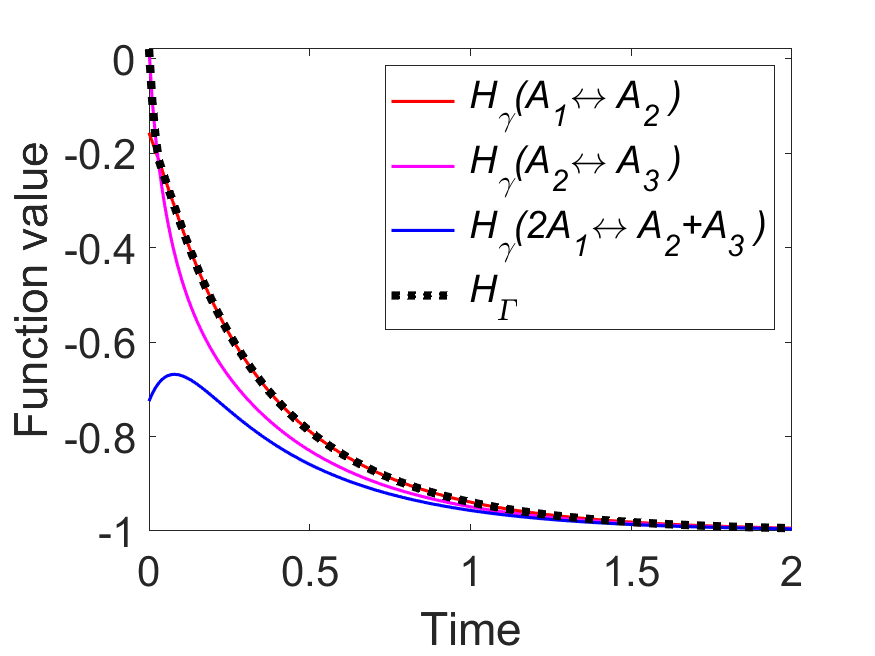 Function value
0
-0.2
-0.4
-0.6
-0.8
-1
0 0.5 1 1.5 2
Time
Hγ(A1↔A2)
Hγ(A2↔A3)
Hγ(2A1↔A2+A3)
HΓ